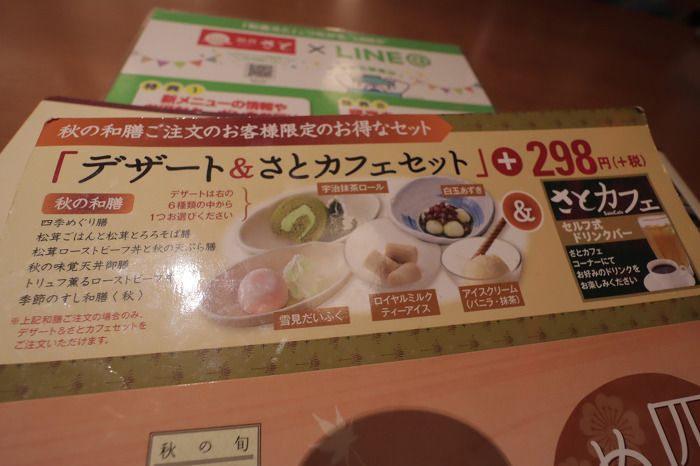 和食さと × LINE@
特典1
新メニューの情報や
秋の和膳ご注文のお客様限定のお得なセット
「デザート&さとカフェセット」+298円(+税)
秋の和膳
四季めぐり膳
松茸ごはんと松茸とろろそば膳
松茸ローストビーフ丼と秋の天ぷら膳
秋の味覚天丼御膳
トリュフ薫るローストビーフ
季節のすし和膳〈秋〉
※上記和膳ご注文の場合のみ、
デザート&さとカフェセットを
ご注文いただけます。
デザートは右の
6種類の中から
1つお選びください
宇治抹茶ロール
白玉あずき
雪見だいふく
ロイヤルミルク
ティーアイス
アイスクリーム
(バニラ・抹茶)
&
さとカフェ
SatoCafe
セルフ式
ドリンクバー
さとカフェ
コーナーにて
お好みのドリンクを
お楽しみください
秋の旬